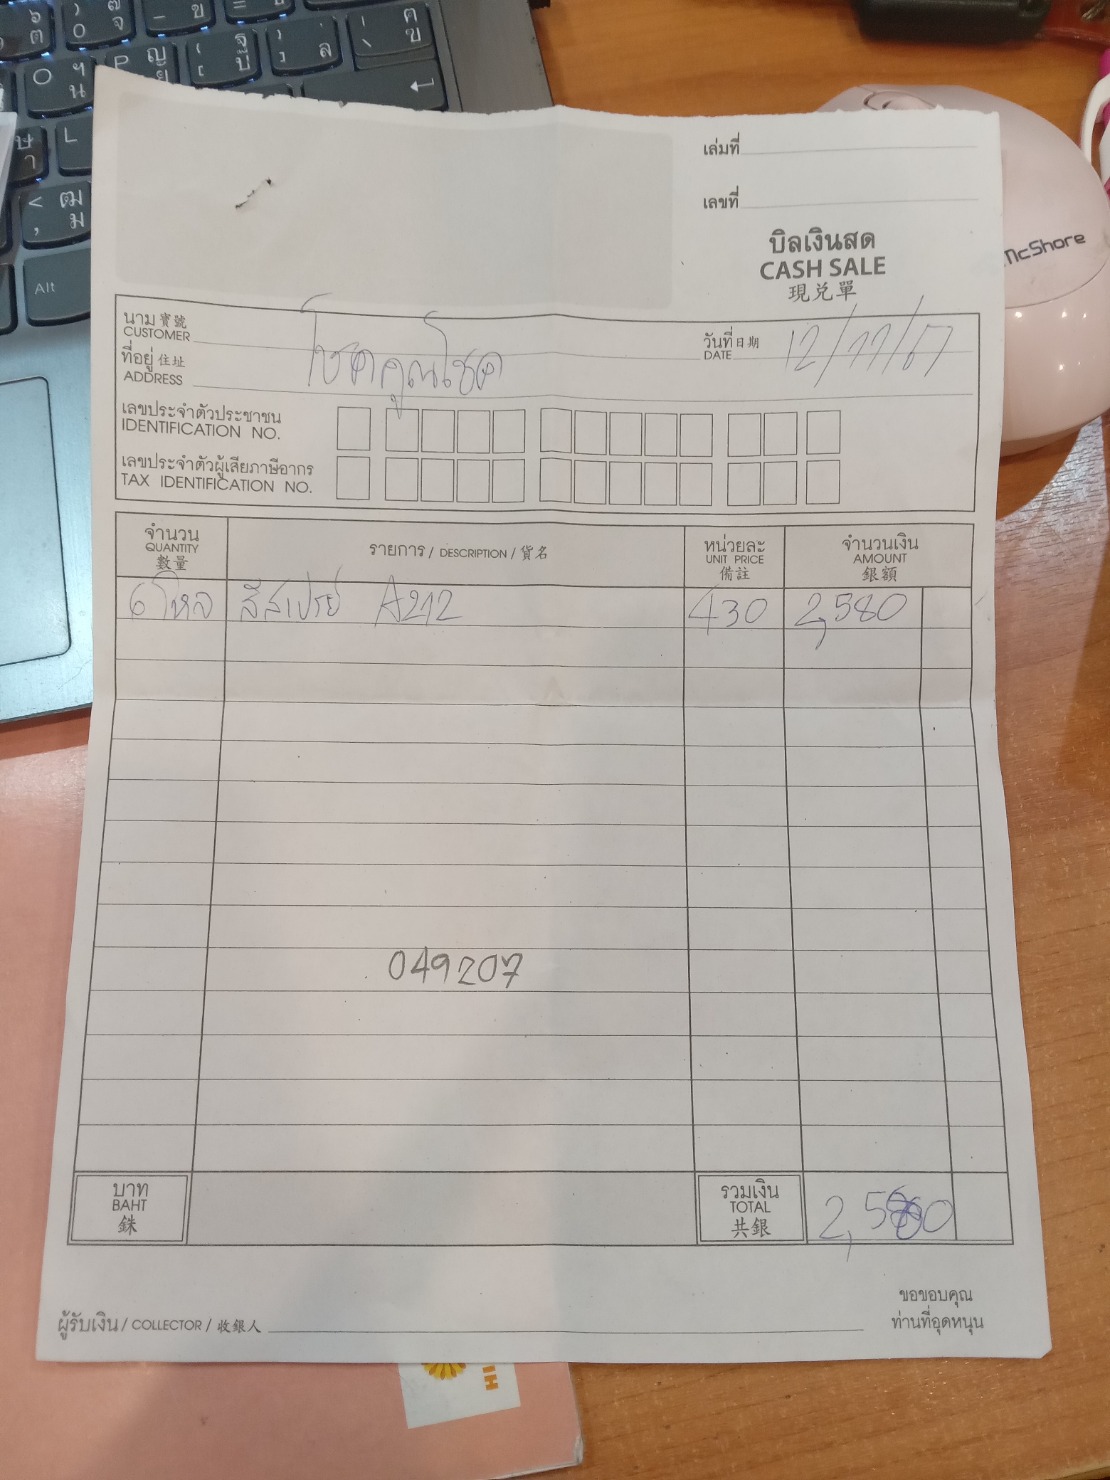 เล่มที่
เลขที่
บิลเงินสด
CASH SALE
現兌單
นาม 寶號
CUSTOMER
โชคคูณโชค
วันที่ 日期
DATE
12/11/67
ที่อยู่ 住址
ADDRESS
เลขประจำตัวประชาชน
IDENTIFICATION NO.
เลขประจำตัวผู้เสียภาษีอากร
TAX IDENTIFICATION NO.
จำนวน
QUANTITY
數量
รายการ / DESCRIPTION / 貨名
หน่วยละ
UNIT PRICE
備註
จำนวนเงิน
AMOUNT
銀額
6 โหล สีสเปรย์ A212 430 2,580
049207
บาท
BAHT
銖
รวมเงิน
TOTAL
共銀
2,580
ผู้รับเงิน / COLLECTOR / 收銀人
ขอขอบคุณ
ท่านที่อุดหนุน
McShore
Alt